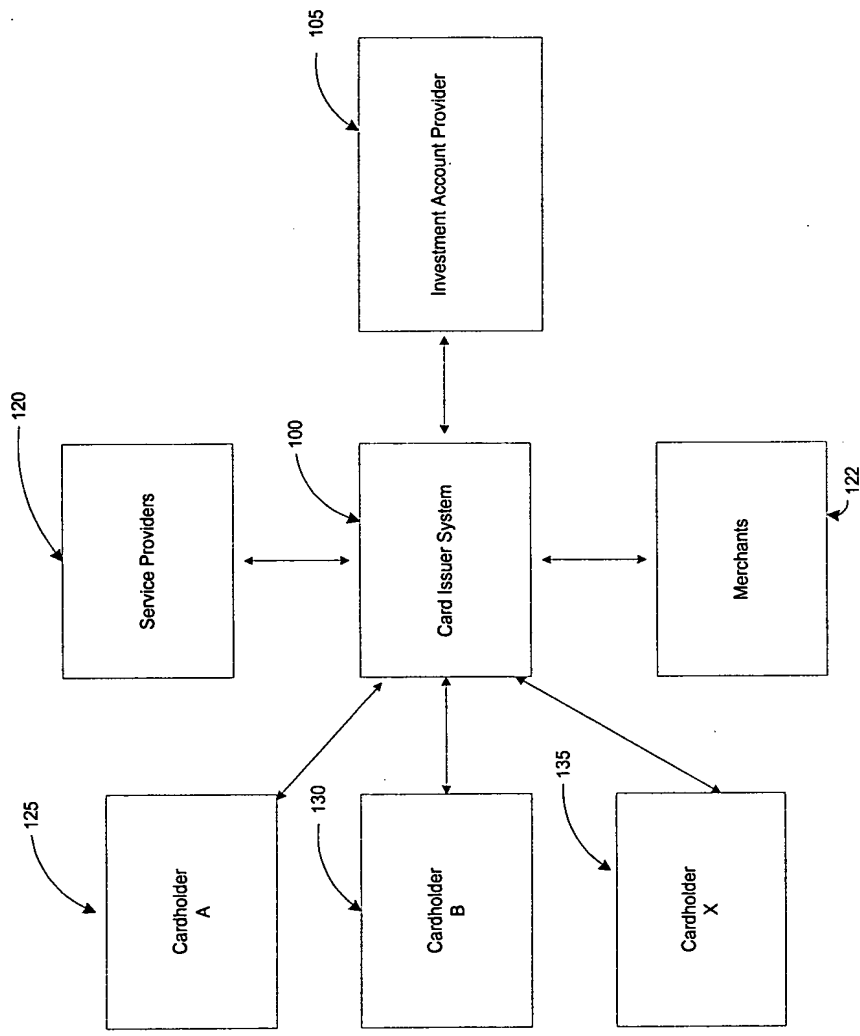 120
Service Providers
125
Cardholder
A
100
Card Issuer System
105
Investment Account Provider
130
Cardholder
B
135
Cardholder
X
Merchants
122